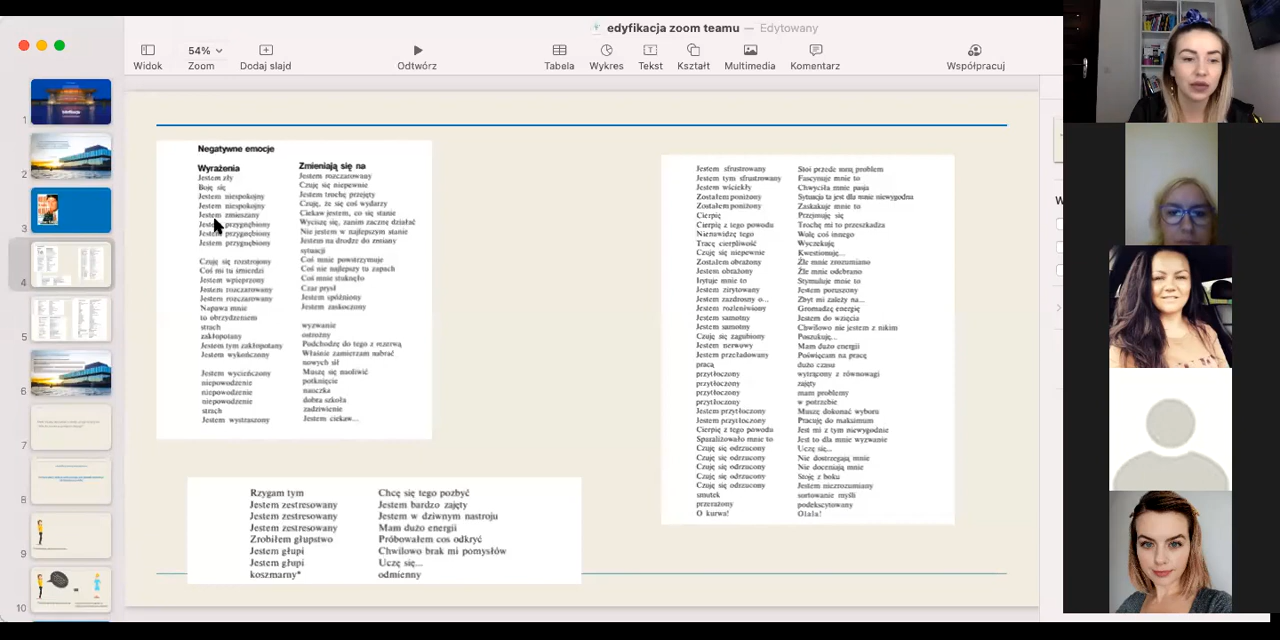 edyfikacja zoom teamu — Edytowany
Widok
54%
Zoom
Dodaj slajd
Odtwórz
Tabela
Wykres
Tekst
Kształt
Multimedia
Komentarz
Współpracuj
1
2
3
4
5
6
7
8
9
10
Negatywne emocje
Wyrażenia
Jestem zły
Boję się
Jestem niespokojny
Jestem niespokojny
Jestem zmieszany
Jestem przygnębiony
Jestem przygnębiony
Jestem przygnębiony
Czuję się rozstrojony
Coś mi tu śmierdzi
Jestem wpieprzony
Jestem rozczarowany
Jestem rozczarowany
Napawa mnie
to obrzydzeniem
strach
zakłopotany
Jestem tym zakłopotany
Jestem wykończony
Jestem wycieńczony
niepowodzenie
niepowodzenie
niepowodzenie
strach
Jestem wystraszony
Zmieniają się na
Jestem rozczarowany
Czuję się niepewnie
Jestem trochę przejęty
Czuję, że się coś wydarzy
Ciekaw jestem, co się stanie
Wyciszę się, zanim zacznę działać
Nie jestem w najlepszym stanie
Jestem na drodze do zmiany
sytuacji
Coś mnie powstrzymuje
Coś nie najlepszy tu zapach
Coś mnie stuknęło
Czar prysł
Jestem spóźniony
Jestem zaskoczony
wyzwanie
ostrożny
Podchodzę do tego z rezerwą
Właśnie zamierzam nabrać
nowych sił
Muszę się naoliwić
potknięcie
nauczka
dobra szkoła
zadziwienie
Jestem ciekaw...
Rzygam tym
Jestem zestresowany
Jestem zestresowany
Jestem zestresowany
Zrobiłem głupstwo
Jestem głupi
Jestem głupi
koszmarny*
Chcę się tego pozbyć
Jestem bardzo zajęty
Jestem w dziwnym nastroju
Mam dużo energii
Próbowałem cos odkryć
Chwilowo brak mi pomysłów
Uczę się...
odmienny
Jestem sfrustrowany
Jestem tym sfrustrowany
Jestem wściekły
Zostałem poniżony
Zostałem poniżony
Cierpię
Cierpię z tego powodu
Nienawidzę tego
Tracę cierpliwość
Czuję się niepewnie
Zostałem obrażony
Jestem obrażony
Irytuje mnie to
Jestem zirytowany
Jestem zazdrosny o...
Jestem rozleniwiony
Jestem samotny
Jestem samotny
Czuję się zagubiony
Jestem nerwowy
Jestem przeładowany
pracą
przytłoczony
przytłoczony
przytłoczony
przytłoczony
Jestem przytłoczony
Jestem przytłoczony
Cierpię z tego powodu
Sparaliżowało mnie to
Czuję się odrzucony
Czuję się odrzucony
Czuję się odrzucony
Czuję się odrzucony
Czuję się odrzucony
smutek
przerażony
O kurwa!
Stoi przede mną problem
Fascynuje mnie to
Chwyciła mnie pasja
Sytuacja ta jest dla mnie niewygodna
Zaskakuje mnie to
Przejmuję się
Trochę mi to przeszkadza
Wolę coś innego
Wyczekuję
Kwestionuję...
Źle mnie zrozumiano
Źle mnie odebrano
Stymuluje mnie to
Jestem poruszony
Zbyt mi zależy na...
Gromadzę energię
Jestem do wzięcia
Chwilowo nie jestem z nikim
Poszukuję...
Mam dużo energii
Poświęcam na pracę
dużo czasu
wytrącony z równowagi
zajęty
mam problemy
w potrzebie
Muszę dokonać wyboru
Pracuję do maksimum
Jest mi z tym niewygodnie
Jest to dla mnie wyzwanie
Uczę się...
Nie dostrzegają mnie
Nie doceniają mnie
Stoję z boku
Jestem niezrozumiany
sortowanie myśli
podekscytowany
Olala!